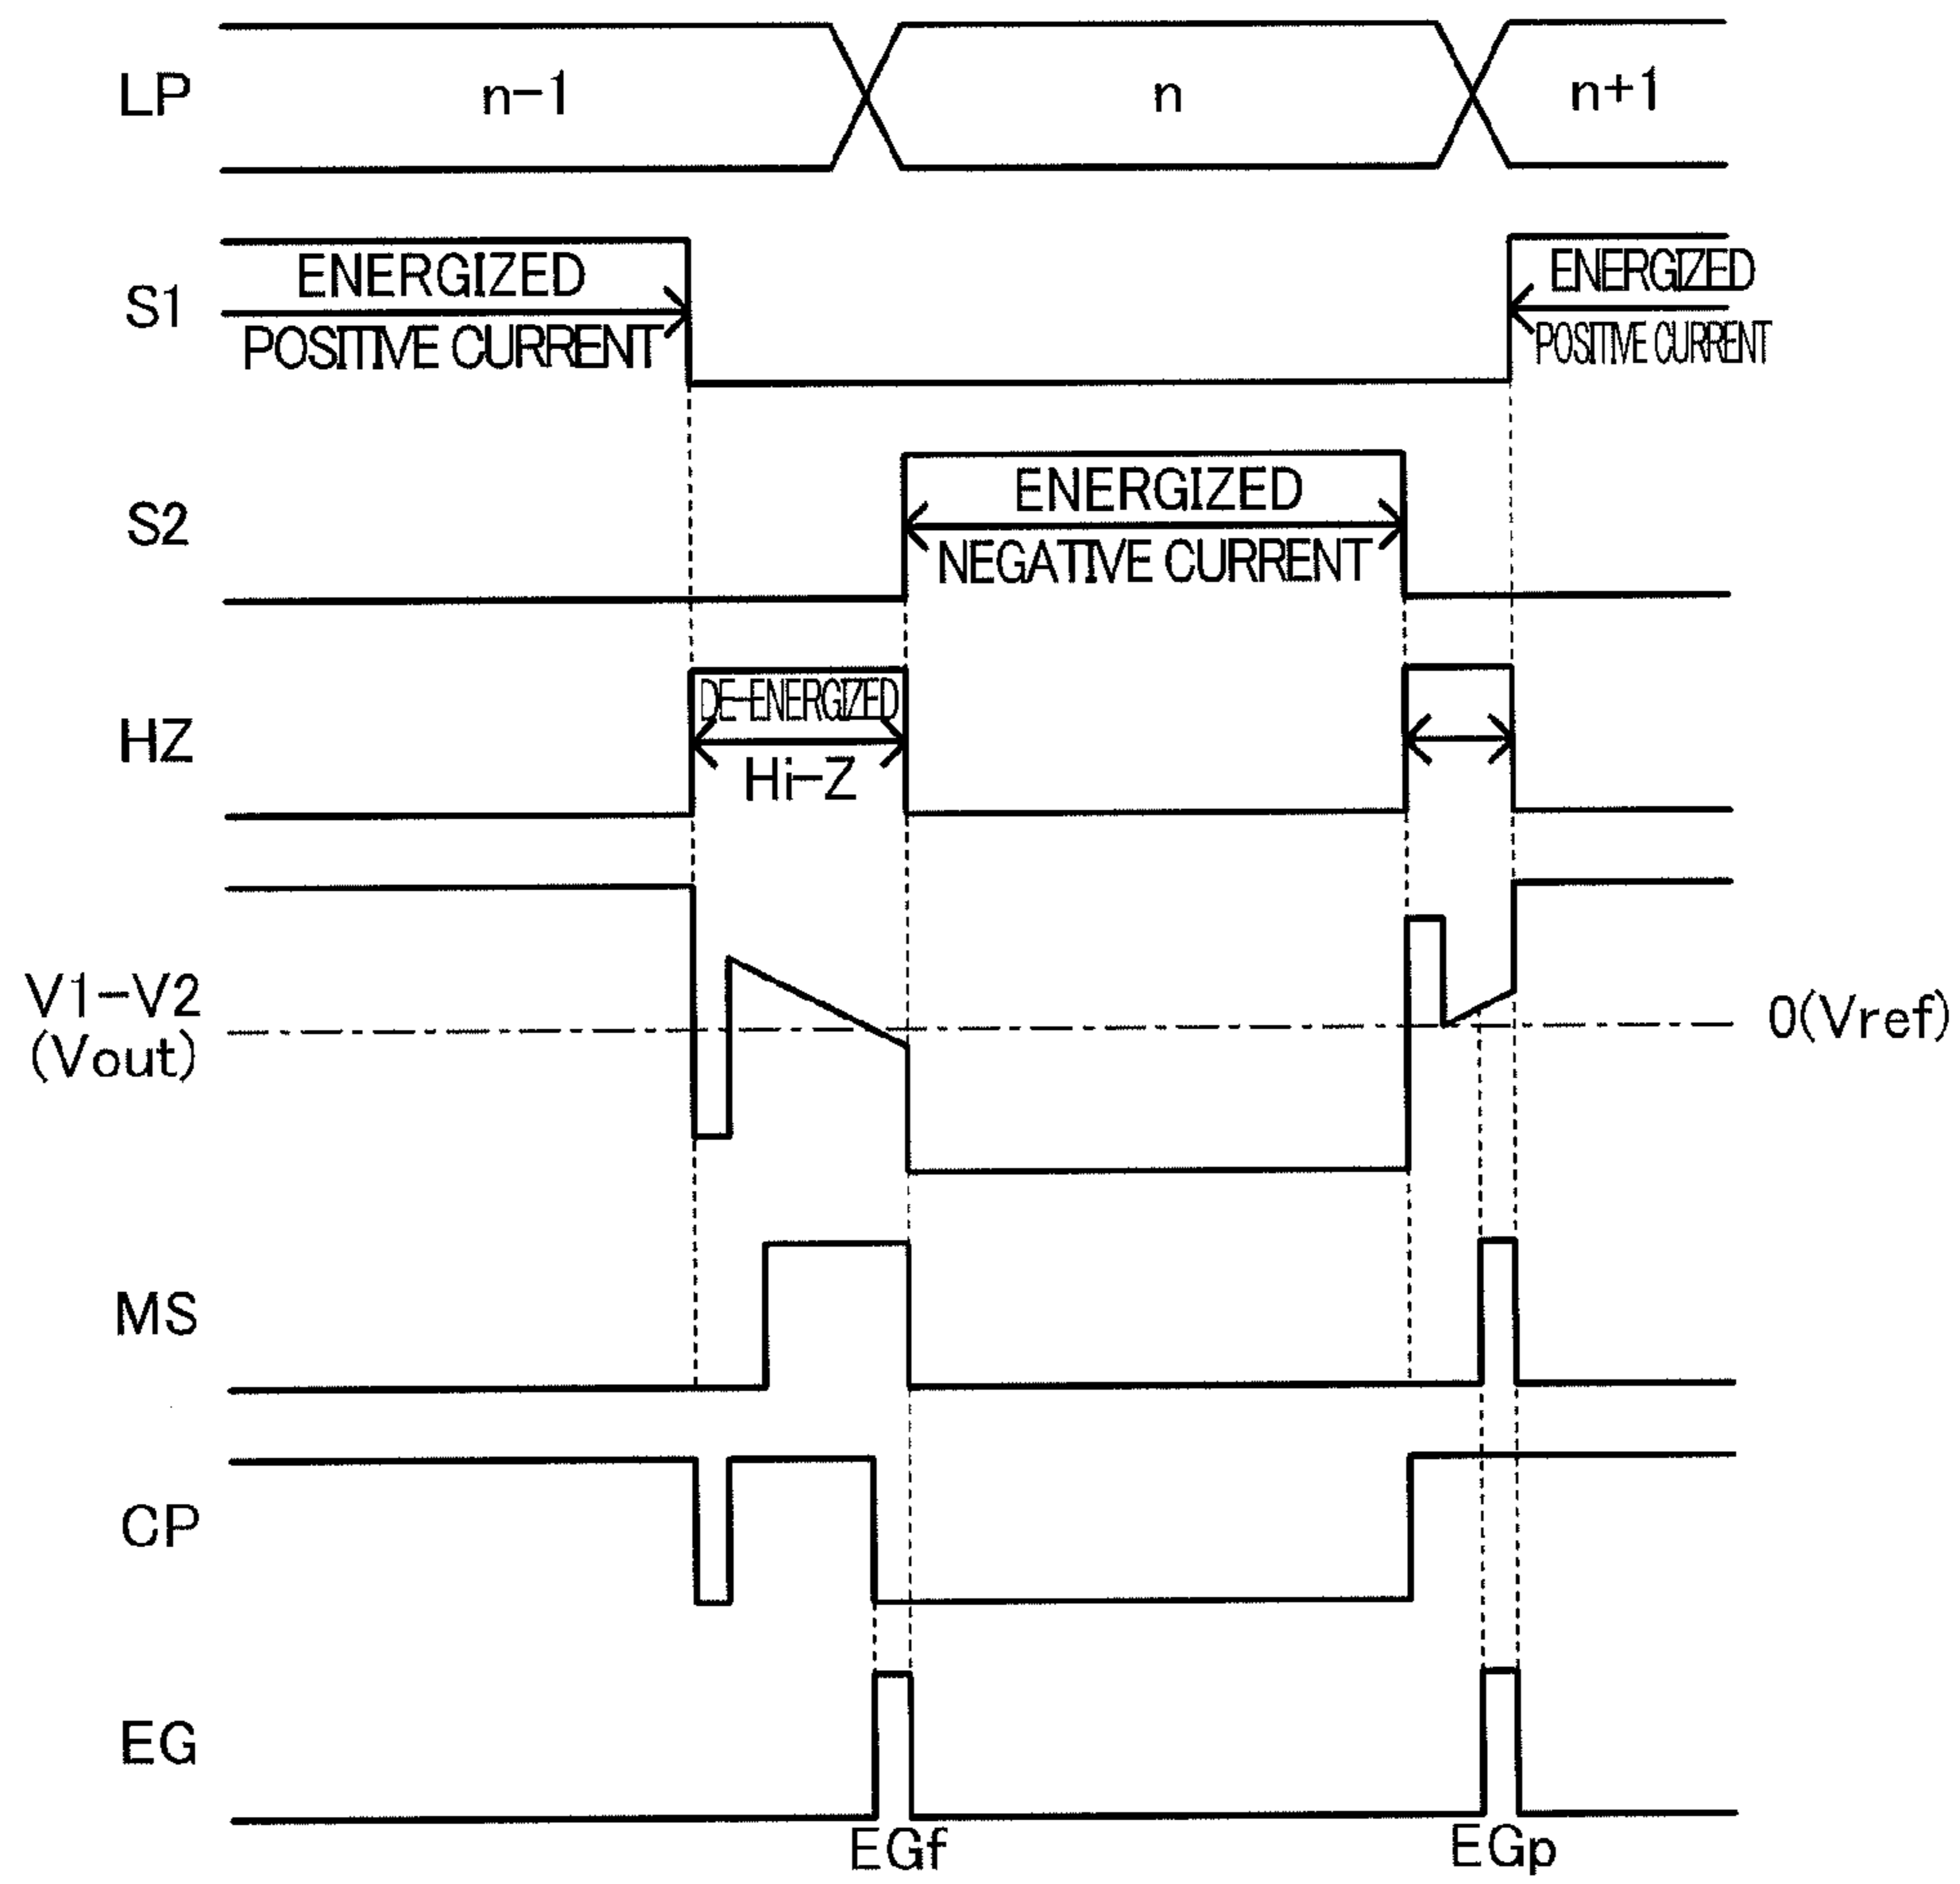 LP
n-1
n
n+1
S1
ENERGIZED
POSITIVE CURRENT
ENERGIZED
POSITIVE CURRENT
S2
ENERGIZED
NEGATIVE CURRENT
HZ
DE-ENERGIZED
Hi-Z
V1-V2
(Vout)
0(Vref)
MS
CP
EG
EGf
EGp